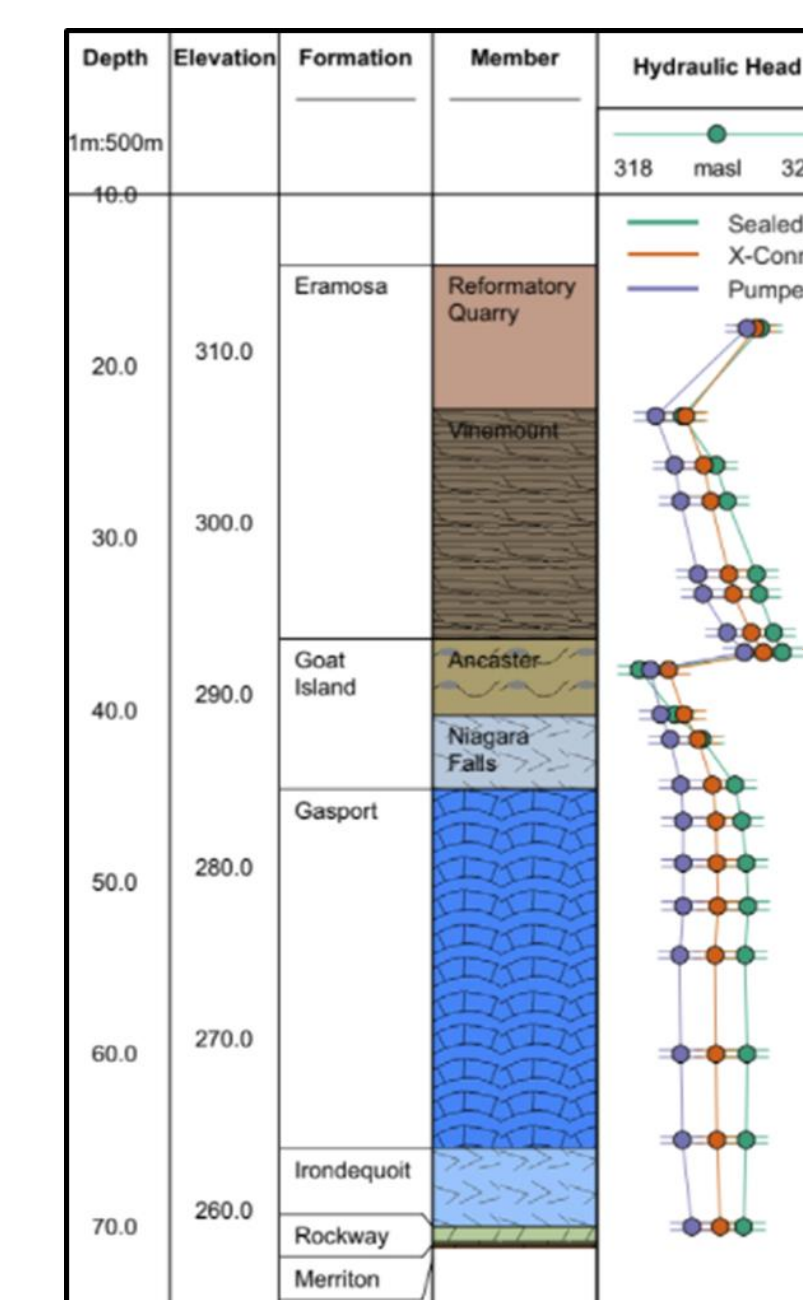 Depth
Elevation
Formation
Member
Hydraulic Head
1m:500m
318 masl 32
10.0
Sealed
X-Conn
Pumpe
Eramosa
Reformatory
Quarry
310.0
20.0
Vinemount
300.0
30.0
Goat
Island
Ancaster
290.0
40.0
Niagara
Falls
Gasport
280.0
50.0
270.0
60.0
Irondequoit
260.0
70.0
Rockway
Merriton